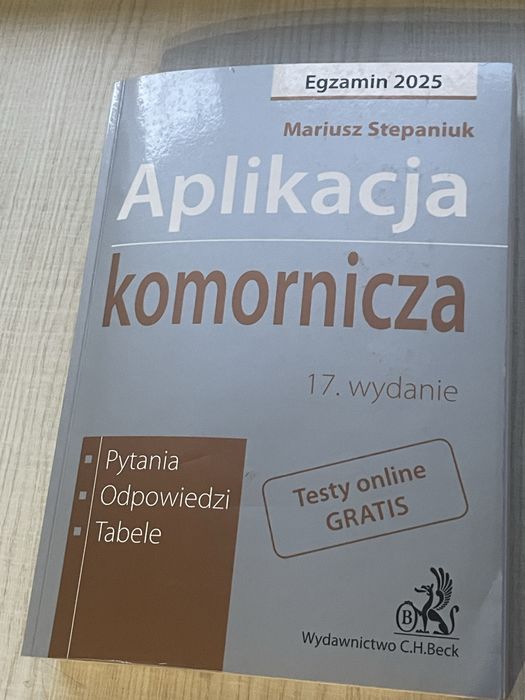 Egzamin 2025
Mariusz Stepaniuk
Aplikacja
komornicza
17. wydanie
Pytania
Odpowiedzi
Tabele
Testy online
GRATIS
B
Wydawnictwo C.H.Beck